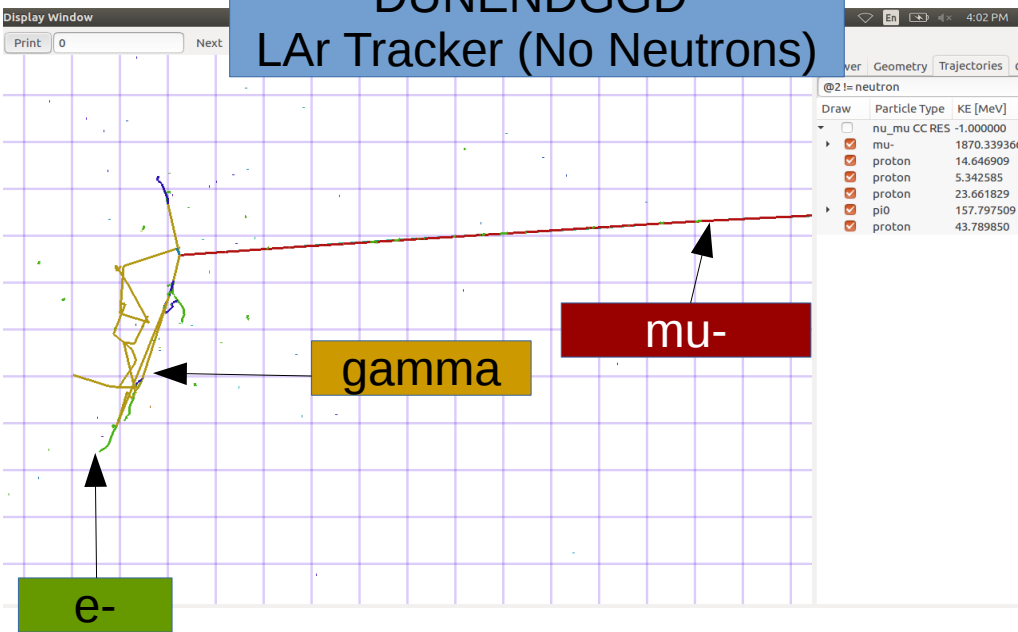 DUNENDGGD
LAr Tracker (No Neutrons)
Display Window
En
4:02 PM
Print
0
Next
Geometry
Trajectories
@2 != neutron
Draw Particle Type KE [MeV]
nu_mu CC RES -1.000000
mu- 1870.339366
proton 14.646909
proton 5.342585
proton 23.661829
pi0 157.797509
proton 43.789850
mu-
gamma
e-